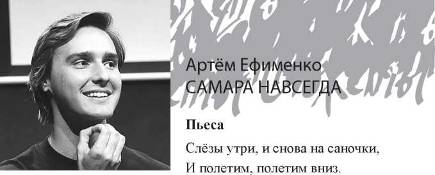 Артём Ефименко
САМАРА НАВСЕГДА
Пьеса
Слёзы утри, и снова на саночки,
И полетим, полетим вниз.